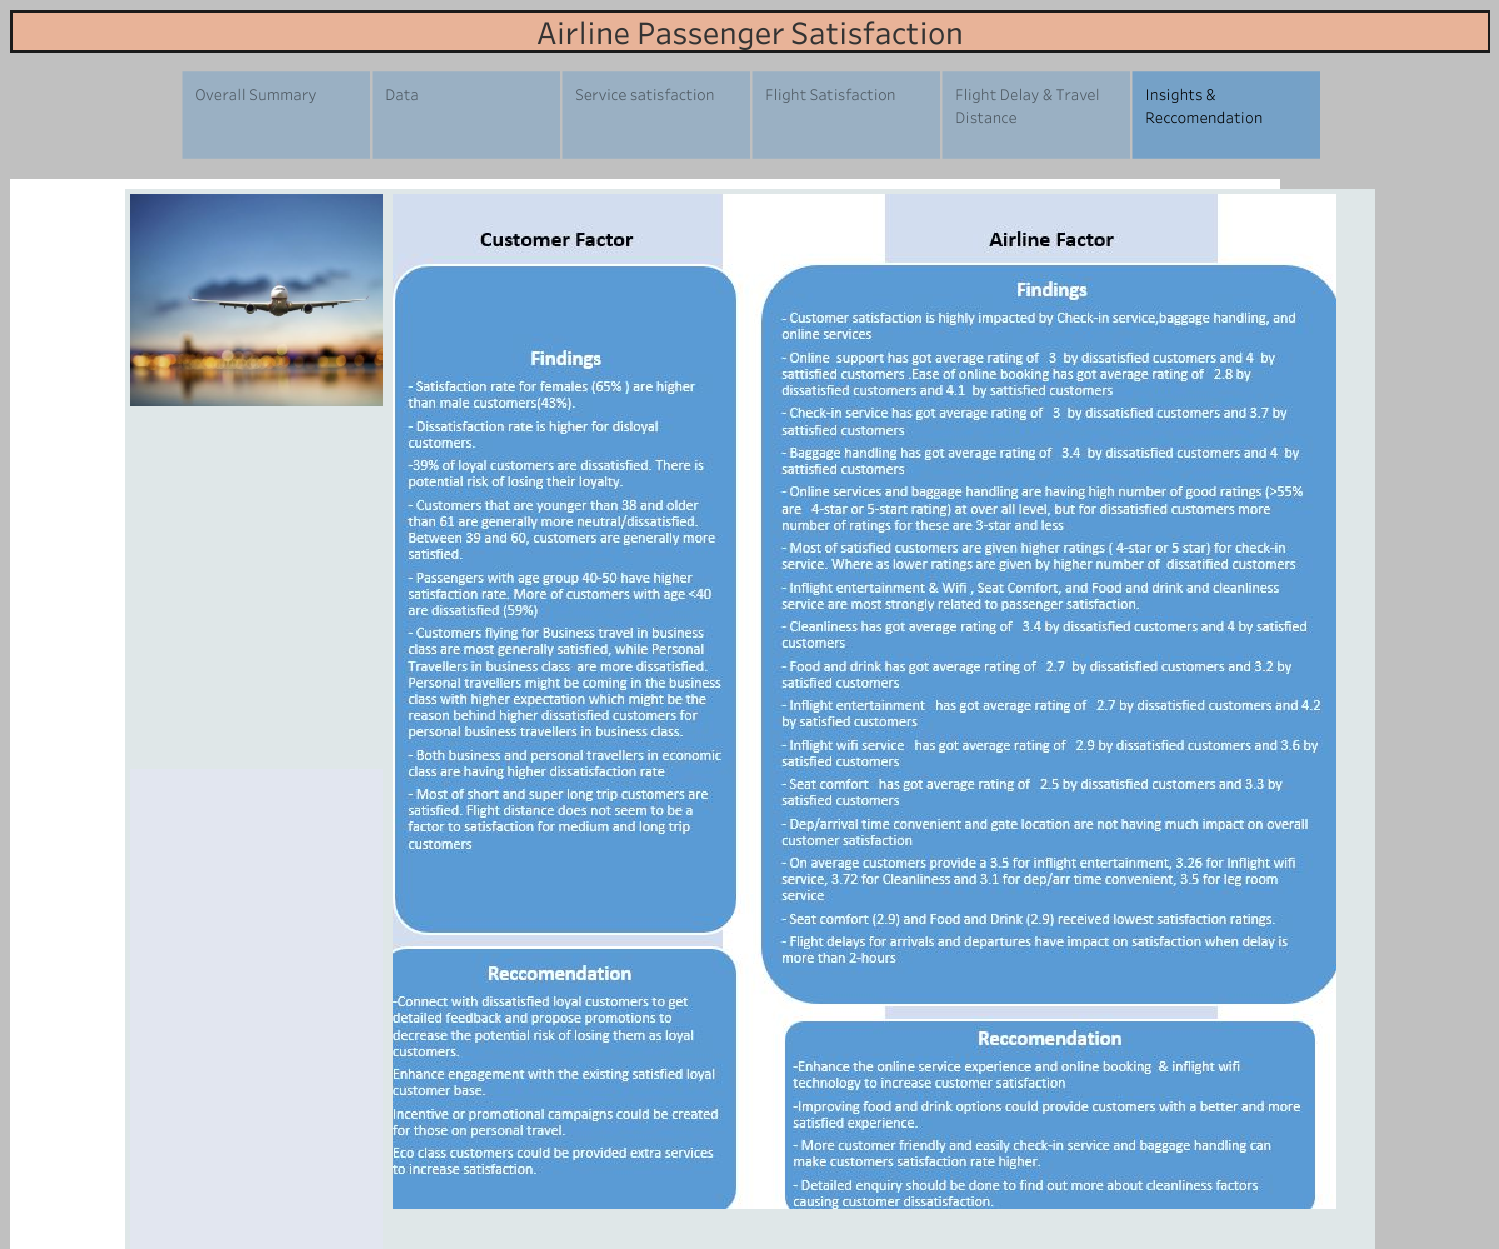 Airline Passenger Satisfaction
Overall Summary
Data
Service satisfaction
Flight Satisfaction
Flight Delay & Travel
Distance
Insights &
Reccomendation
Customer Factor
Findings
- Satisfaction rate for females (65% ) are higher
than male customers(43%).
- Dissatisfaction rate is higher for disloyal
customers.
-39% of loyal customers are dissatisfied. There is
potential risk of losing their loyalty.
- Customers that are younger than 38 and older
than 61 are generally more neutral/dissatisfied.
Between 39 and 60, customers are generally more
satisfied.
- Passengers with age group 40-50 have higher
satisfaction rate. More of customers with age <40
are dissatisfied (59%)
- Customers flying for Business travel in business
class are most generally satisfied, while Personal
Travellers in business class are more dissatisfied.
Personal travellers might be coming in the business
class with higher expectation which might be the
reason behind higher dissatisfied customers for
personal business travellers in business class.
- Both business and personal travellers in economic
class are having higher dissatisfaction rate
- Most of short and super long trip customers are
satisfied. Flight distance does not seem to be a
factor to satisfaction for medium and long trip
customers
Reccomendation
-Connect with dissatisfied loyal customers to get
detailed feedback and propose promotions to
decrease the potential risk of losing them as loyal
customers.
Enhance engagement with the existing satisfied loyal
customer base.
Incentive or promotional campaigns could be created
for those on personal travel.
Eco class customers could be provided extra services
to increase satisfaction.
Airline Factor
Findings
- Customer satisfaction is highly impacted by Check-in service,baggage handling, and
online services
- Online support has got average rating of 3 by dissatisfied customers and 4 by
sattisfied customers .Ease of online booking has got average rating of 2.8 by
dissatisfied customers and 4.1 by sattisfied customers
- Check-in service has got average rating of 3 by dissatisfied customers and 3.7 by
sattisfied customers
- Baggage handling has got average rating of 3.4 by dissatisfied customers and 4 by
sattisfied customers
- Online services and baggage handling are having high number of good ratings (>55%
are 4-star or 5-start rating) at over all level, but for dissatisfied customers more
number of ratings for these are 3-star and less
- Most of satisfied customers are given higher ratings ( 4-star or 5 star) for check-in
service. Where as lower ratings are given by higher number of dissatified customers
- Inflight entertainment & Wifi , Seat Comfort, and Food and drink and cleanliness
service are most strongly related to passenger satisfaction.
- Cleanliness has got average rating of 3.4 by dissatisfied customers and 4 by satisfied
customers
- Food and drink has got average rating of 2.7 by dissatisfied customers and 3.2 by
satisfied customers
- Inflight entertainment has got average rating of 2.7 by dissatisfied customers and 4.2
by satisfied customers
- Inflight wifi service has got average rating of 2.9 by dissatisfied customers and 3.6 by
satisfied customers
- Seat comfort has got average rating of 2.5 by dissatisfied customers and 3.3 by
satisfied customers
- Dep/arrival time convenient and gate location are not having much impact on overall
customer satisfaction
- On average customers provide a 3.5 for inflight entertainment, 3.26 for Inflight wifi
service, 3.72 for Cleanliness and 3.1 for dep/arr time convenient, 3.5 for leg room
service
- Seat comfort (2.9) and Food and Drink (2.9) received lowest satisfaction ratings.
- Flight delays for arrivals and departures have impact on satisfaction when delay is
more than 2-hours
Reccomendation
-Enhance the online service experience and online booking & inflight wifi
technology to increase customer satisfaction
-Improving food and drink options could provide customers with a better and more
satisfied experience.
- More customer friendly and easily check-in service and baggage handling can
make customers satisfaction rate higher.
- Detailed enquiry should be done to find out more about cleanliness factors
causing customer dissatisfaction.